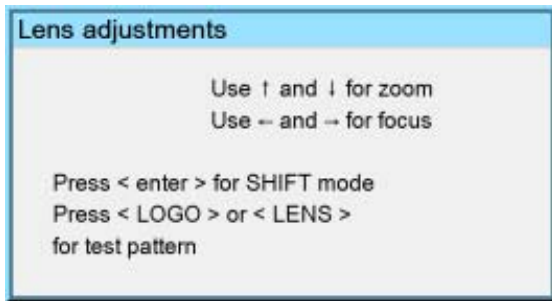 Lens adjustments
Use ↑ and ↓ for zoom
Use ← and → for focus
Press < enter > for SHIFT mode
Press < LOGO > or < LENS >
for test pattern